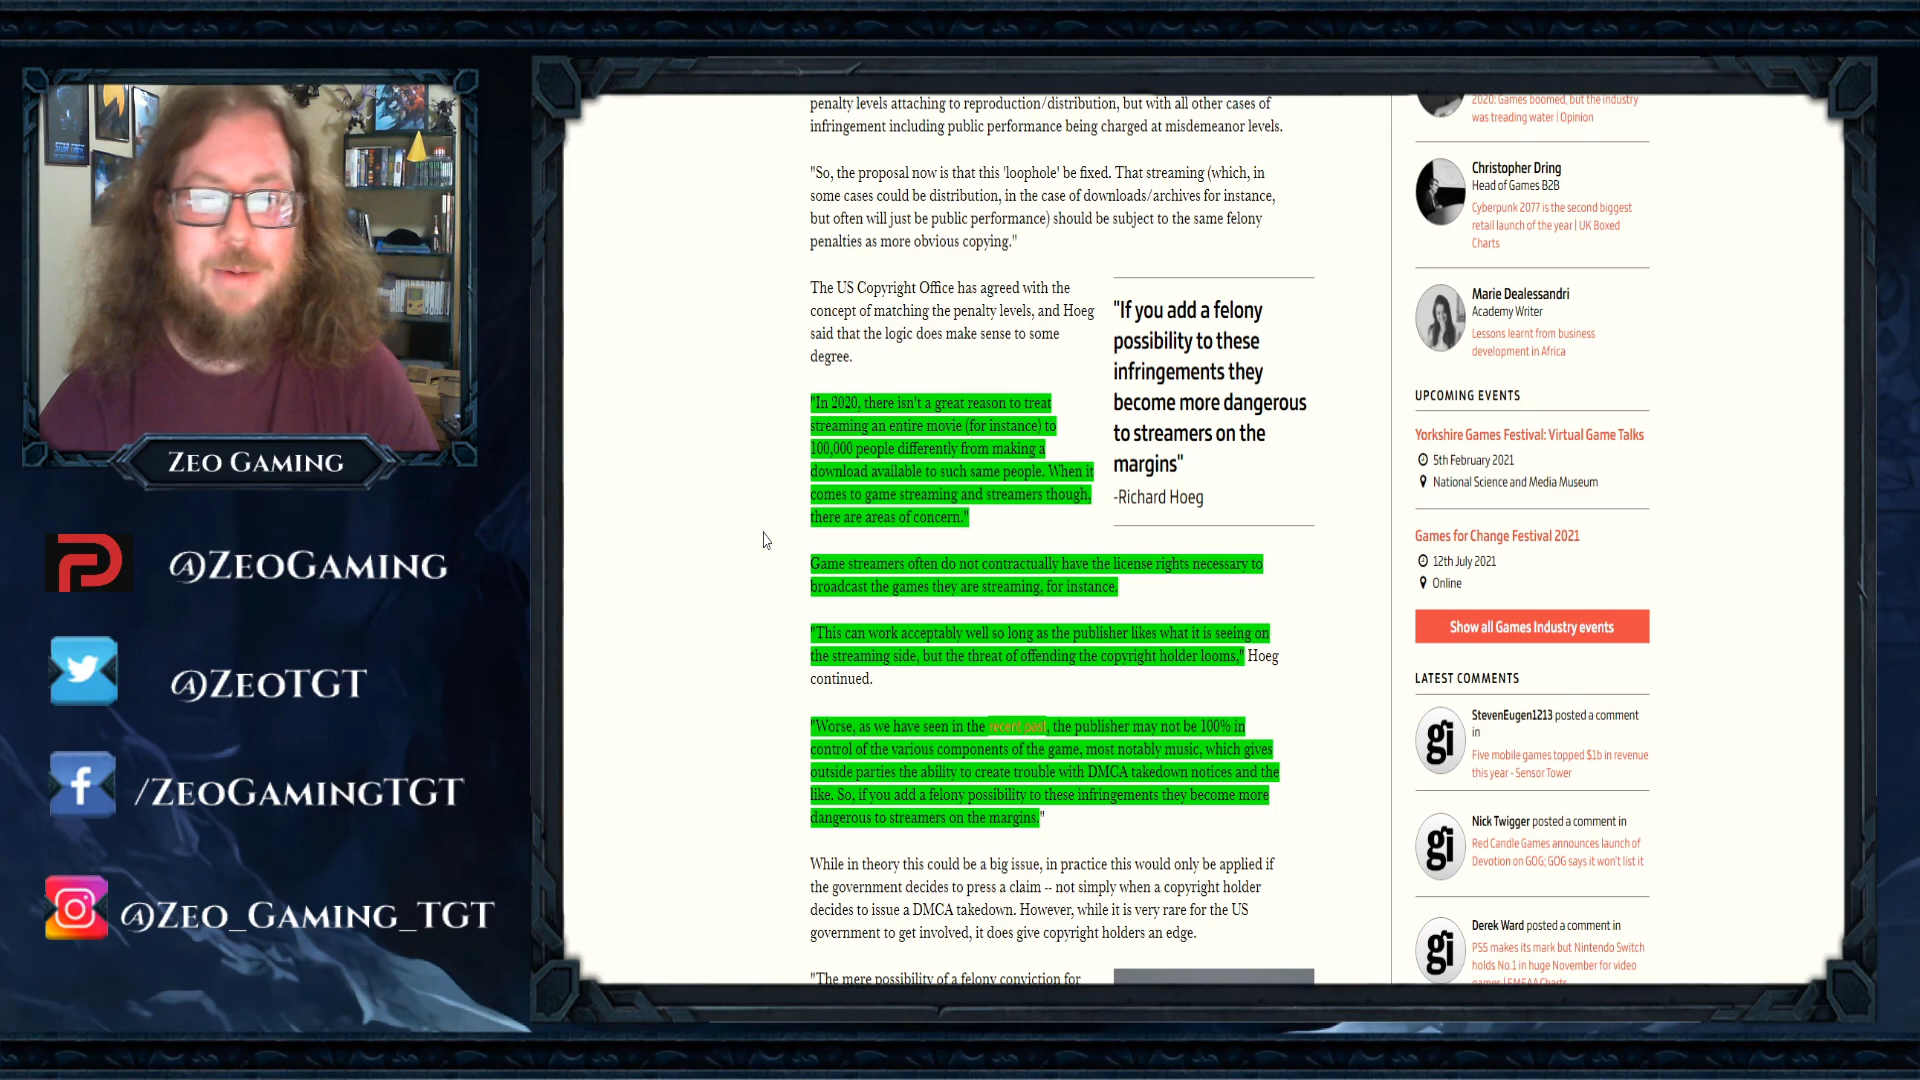 STAR TREK
ZEO GAMING
@ZEOGAMING
@ZEOTGT
/ZEOGAMINGTGT
@ZEO_GAMING_TGT
penalty levels attaching to reproduction/distribution, but with all other cases of
infringement including public performance being charged at misdemeanor levels.
"So, the proposal now is that this 'loophole' be fixed. That streaming (which, in
some cases could be distribution, in the case of downloads/archives for instance,
but often will just be public performance) should be subject to the same felony
penalties as more obvious copying."
The US Copyright Office has agreed with the
concept of matching the penalty levels, and Hoeg
said that the logic does make sense to some
degree.
"In 2020, there isn't a great reason to treat
streaming an entire movie (for instance) to
100,000 people differently from making a
download available to such same people. When it
comes to game streaming and streamers though,
there are areas of concern."
"If you add a felony
possibility to these
infringements they
become more dangerous
to streamers on the
margins"
-Richard Hoeg
Game streamers often do not contractually have the license rights necessary to
broadcast the games they are streaming, for instance.
"This can work acceptably well so long as the publisher likes what it is seeing on
the streaming side, but the threat of offending the copyright holder looms," Hoeg
continued.
"Worse, as we have seen in the recent past, the publisher may not be 100% in
control of the various components of the game, most notably music, which gives
outside parties the ability to create trouble with DMCA takedown notices and the
like. So, if you add a felony possibility to these infringements they become more
dangerous to streamers on the margins."
While in theory this could be a big issue, in practice this would only be applied if
the government decides to press a claim -- not simply when a copyright holder
decides to issue a DMCA takedown. However, while it is very rare for the US
government to get involved, it does give copyright holders an edge.
"The mere possibility of a felony conviction for
2020: Games boomed, but the industry
was treading water | Opinion
Christopher Dring
Head of Games B2B
Cyberpunk 2077 is the second biggest
retail launch of the year | UK Boxed
Charts
Marie Dealessandri
Academy Writer
Lessons learnt from business
development in Africa
UPCOMING EVENTS
Yorkshire Games Festival: Virtual Game Talks
5th February 2021
National Science and Media Museum
Games for Change Festival 2021
12th July 2021
Online
Show all Games Industry events
LATEST COMMENTS
gi
StevenEugen1213 posted a comment
in
Five mobile games topped $1b in revenue
this year - Sensor Tower
gi
Nick Twigger posted a comment in
Red Candle Games announces launch of
Devotion on GOG; GOG says it won't list it
gi
Derek Ward posted a comment in
PS5 makes its mark but Nintendo Switch
holds No.1 in huge November for video
games | EMEAA Charts